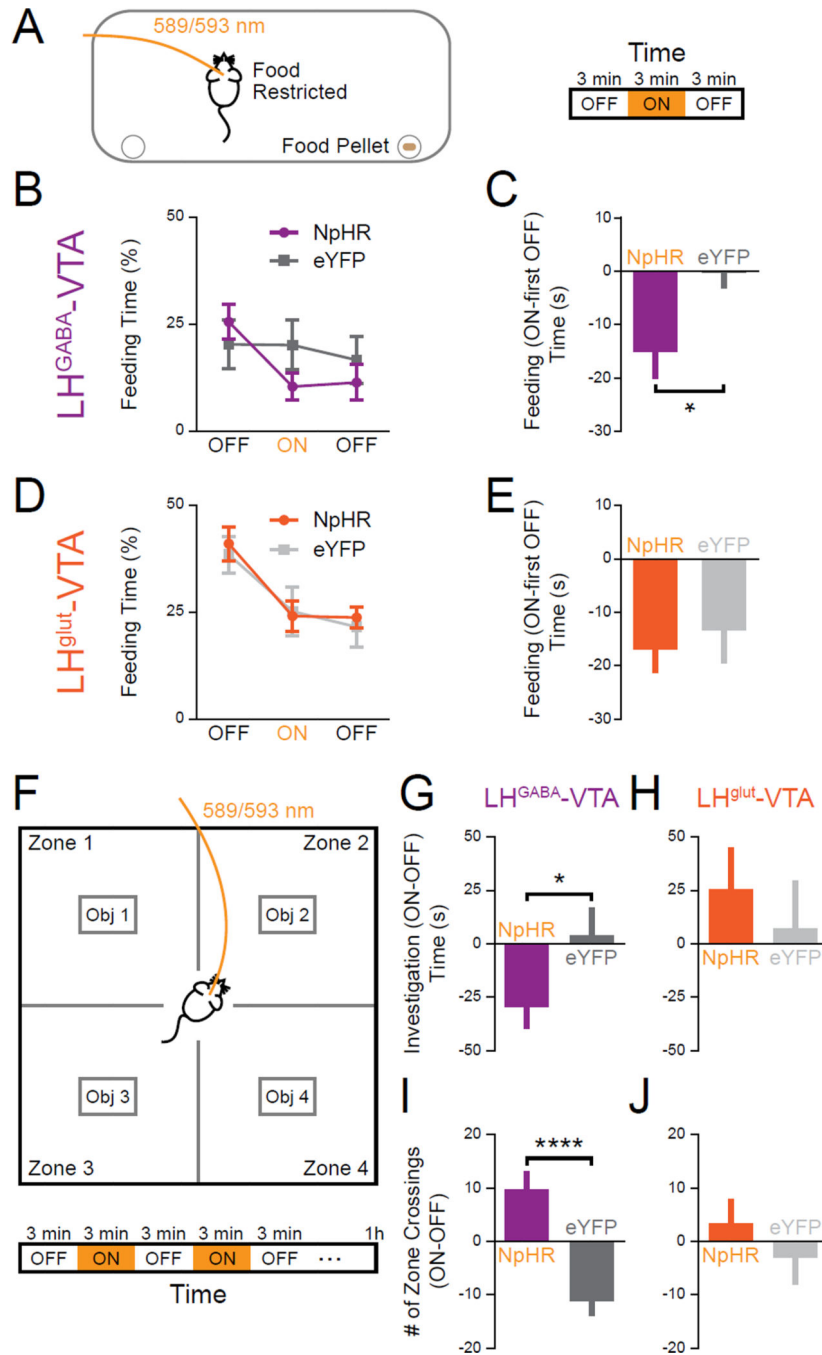 A
589/593 nm
Food
Restricted
Food Pellet
Time
3 min 3 min 3 min
OFF ON OFF
B
LHGABA-VTA
Feeding Time (%)
50
25
0
NpHR
eYFP
OFF ON OFF
C
Feeding (ON-first OFF)
Time (s)
10
0
-10
-20
-30
NpHR eYFP
*
D
LHglut-VTA
Feeding Time (%)
50
25
0
NpHR
eYFP
OFF ON OFF
E
Feeding (ON-first OFF)
Time (s)
10
0
-10
-20
-30
NpHR eYFP
F
589/593 nm
Zone 1 Zone 2
Obj 1 Obj 2
Obj 3 Obj 4
Zone 3 Zone 4
3 min 3 min 3 min 3 min 3 min 1h
OFF ON OFF ON OFF ...
Time
G
LHGABA-VTA
Investigation (ON-OFF)
Time (s)
50
25
0
-25
-50
*
NpHR
eYFP
H
LHglut-VTA
50
25
0
-25
-50
NpHR eYFP
I
# of Zone Crossings
(ON-OFF)
20
10
0
-10
-20
****
eYFP
NpHR
J
20
10
0
-10
-20
eYFP
NpHR